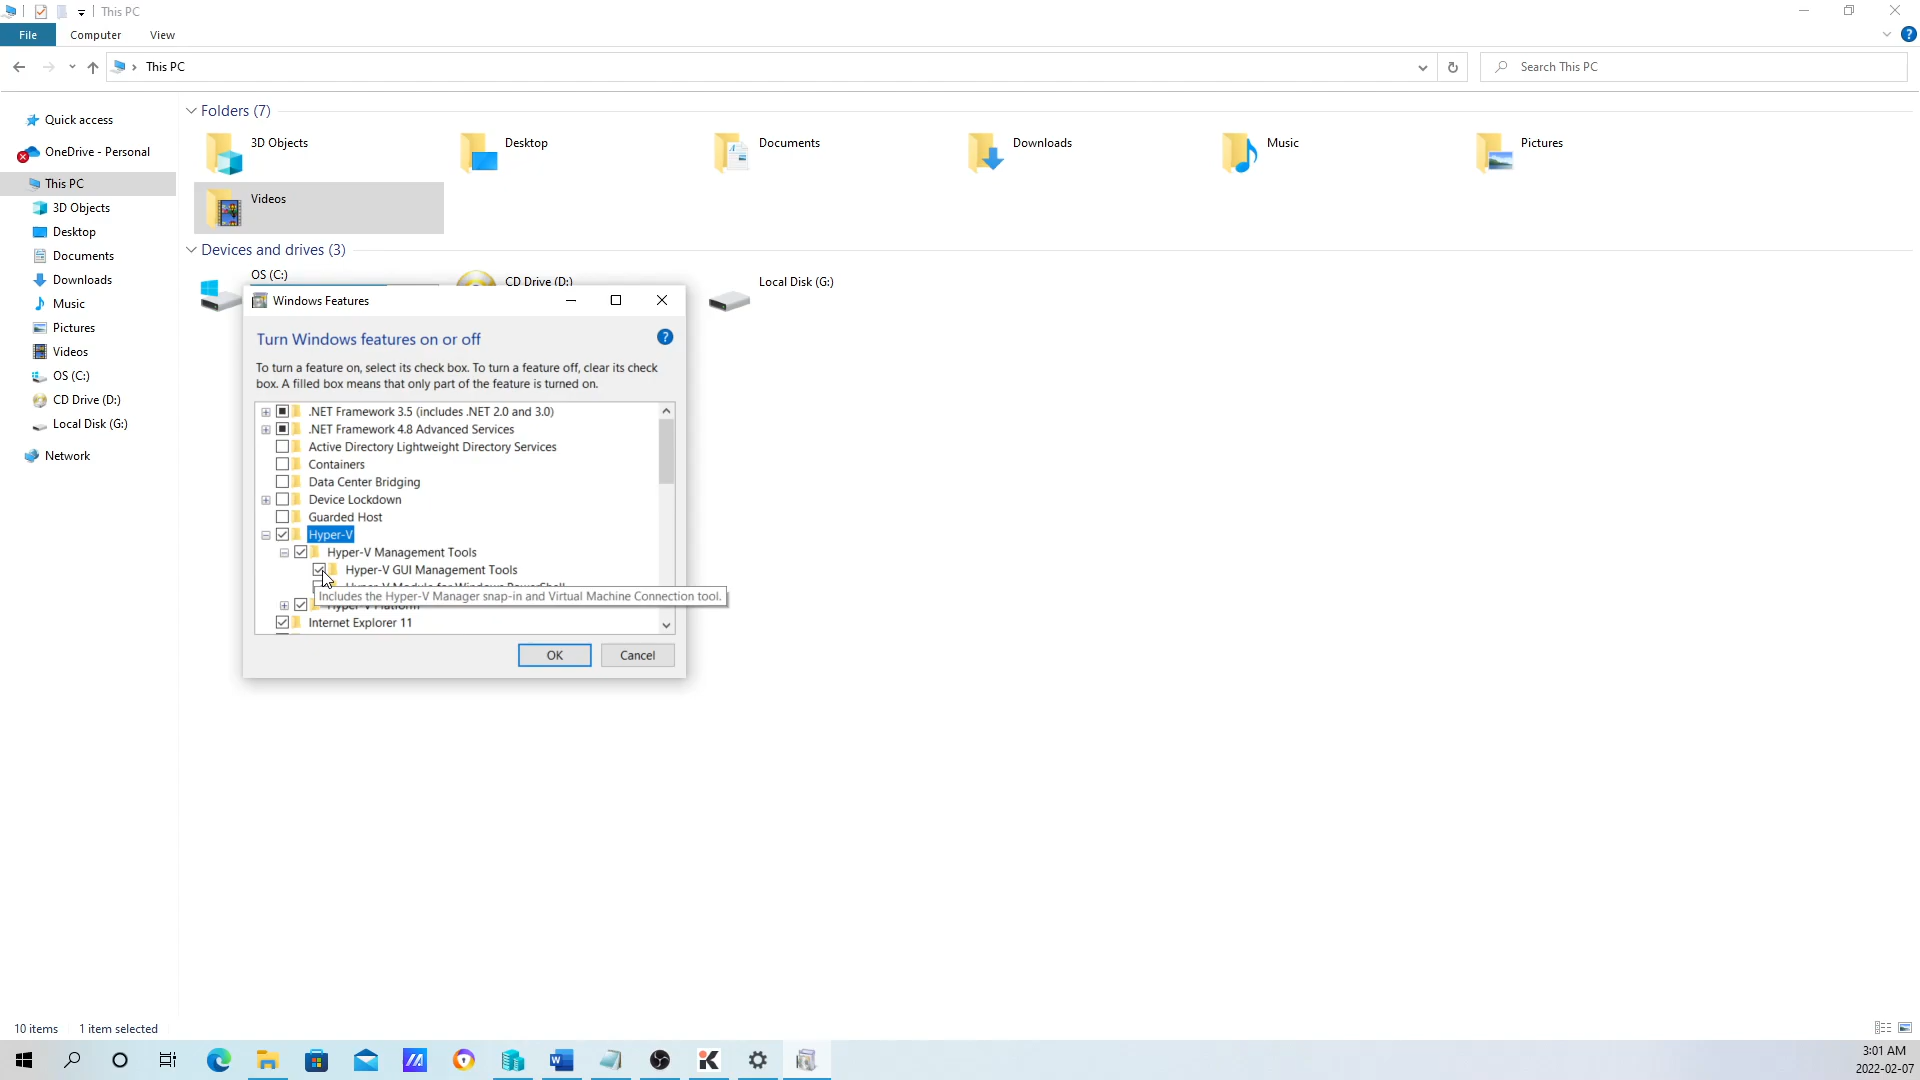 This PC
File
Computer
View
This PC
Search This PC
Quick access
OneDrive - Personal
This PC
3D Objects
Desktop
Documents
Downloads
Music
Pictures
Videos
OS (C:)
CD Drive (D:)
Local Disk (G:)
Network
Folders (7)
3D Objects
Desktop
Documents
Downloads
Music
Pictures
Videos
Devices and drives (3)
OS (C:)
CD Drive (D:)
Local Disk (G:)
Windows Features
Turn Windows features on or off
To turn a feature on, select its check box. To turn a feature off, clear its check
box. A filled box means that only part of the feature is turned on.
.NET Framework 3.5 (includes .NET 2.0 and 3.0)
.NET Framework 4.8 Advanced Services
Active Directory Lightweight Directory Services
Containers
Data Center Bridging
Device Lockdown
Guarded Host
Hyper-V
Hyper-V Management Tools
Hyper-V GUI Management Tools
Hyper-V Module for Windows PowerShell
Includes the Hyper-V Manager snap-in and Virtual Machine Connection tool.
Hyper-V Platform
Internet Explorer 11
OK
Cancel
10 items
1 item selected
3:01 AM
2022-02-07